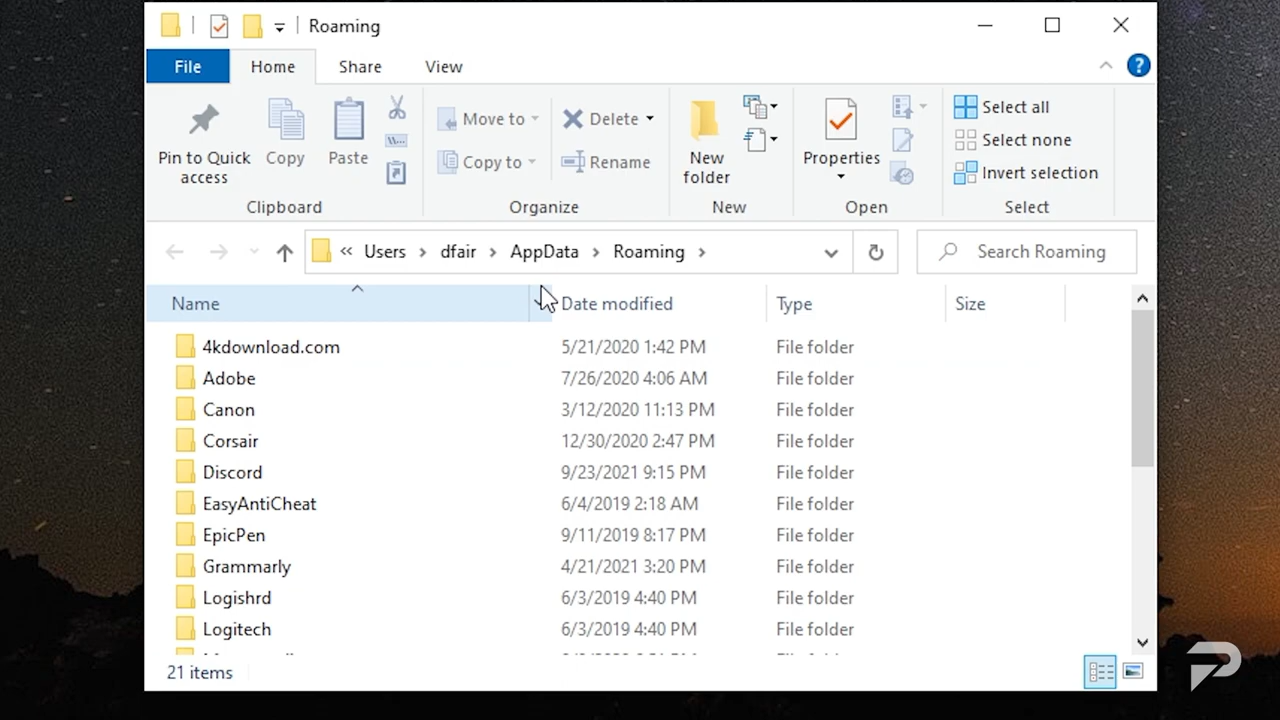 Roaming
File Home Share View
Pin to Quick access
Copy
Paste
Move to
Copy to
Delete
Rename
New folder
Properties
Select all
Select none
Invert selection
Clipboard Organize New Open Select
« Users > dfair > AppData > Roaming >
Search Roaming
Name Date modified Type Size
4kdownload.com 5/21/2020 1:42 PM File folder
Adobe 7/26/2020 4:06 AM File folder
Canon 3/12/2020 11:13 PM File folder
Corsair 12/30/2020 2:47 PM File folder
Discord 9/23/2021 9:15 PM File folder
EasyAntiCheat 6/4/2019 2:18 AM File folder
EpicPen 9/11/2019 8:17 PM File folder
Grammarly 4/21/2021 3:20 PM File folder
Logishrd 6/3/2019 4:40 PM File folder
Logitech 6/3/2019 4:40 PM File folder
21 items